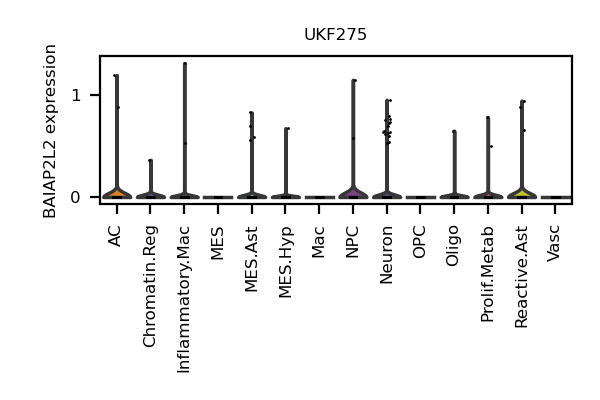 UKF275
BAIAP2L2 expression
1
0
AC
Chromatin.Reg
Inflammatory.Mac
MES
MES.Ast
MES.Hyp
Mac
NPC
Neuron
OPC
Oligo
Prolif.Metab
Reactive.Ast
Vasc